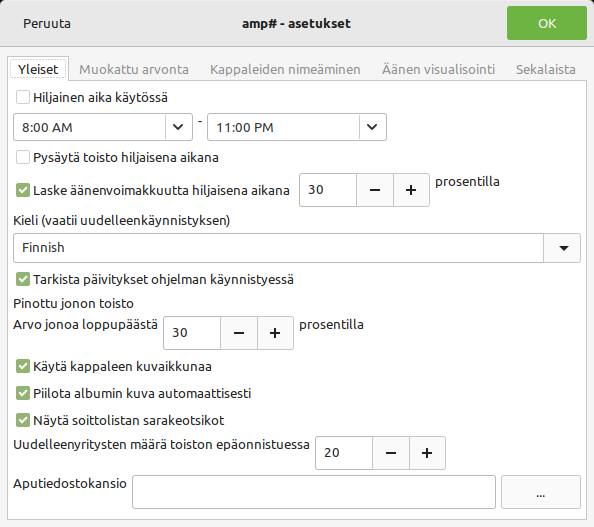 Peruuta amp# - asetukset OK
Yleiset Muokattu arvonta Kappaleiden nimeäminen Äänen visualisointi Sekalaista
Hiljainen aika käytössä
8:00 AM - 11:00 PM
Pysäytä toisto hiljaisena aikana
Laske äänenvoimakkuutta hiljaisena aikana 30 prosentilla
Kieli (vaatii uudelleenkäynnistyksen)
Finnish
Tarkista päivitykset ohjelman käynnistyessä
Pinottu jonon toisto
Arvo jonoa loppupäästä 30 prosentilla
Käytä kappaleen kuvaikkunaa
Piilota albumin kuva automaattisesti
Näytä soittolistan sarakeotsikot
Uudelleenyritysten määrä toiston epäonnistuessa 20
Aputiedostokansio ...